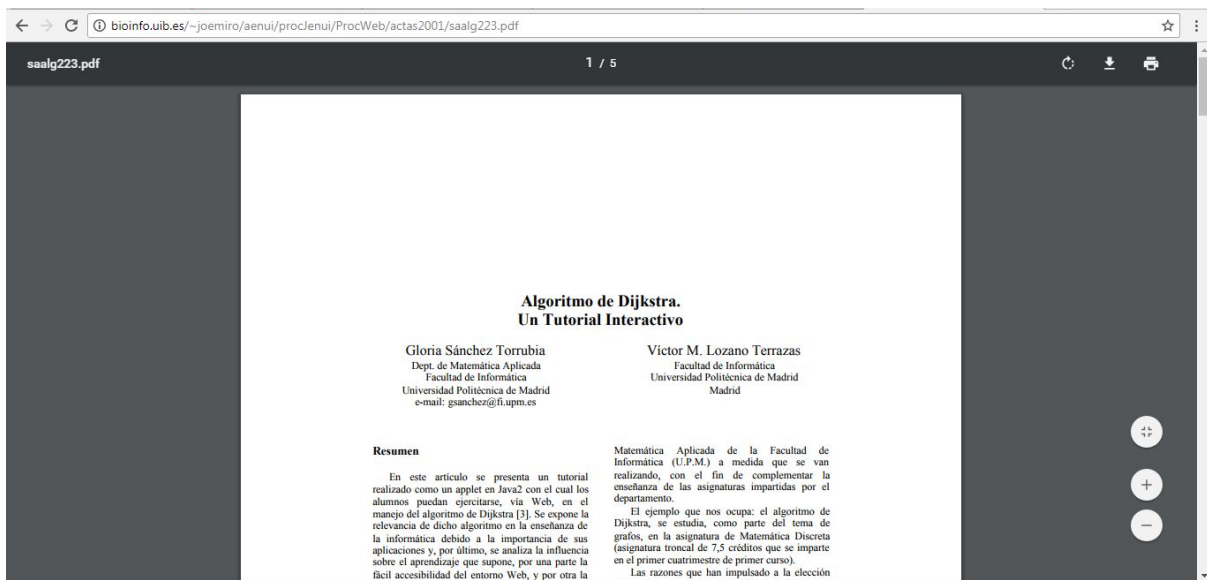 bioinfo.uib.es/~joemiro/aenui/procJenui/ProcWeb/actas2001/saalg223.pdf
saalg223.pdf
1 / 5
Algoritmo de Dijkstra.
Un Tutorial Interactivo
Gloria Sánchez Torrubia
Dept. de Matemática Aplicada
Facultad de Informática
Universidad Politécnica de Madrid
e-mail: gsanchez@fi.upm.es
Víctor M. Lozano Terrazas
Facultad de Informática
Universidad Politécnica de Madrid
Madrid
Resumen
En este artículo se presenta un tutorial
realizado como un applet en Java2 con el cual los
alumnos puedan ejercitarse, vía Web, en el
manejo del algoritmo de Dijkstra [3]. Se expone la
relevancia de dicho algoritmo en la enseñanza de
la informática debido a la importancia de sus
aplicaciones y, por último, se analiza la influencia
sobre el aprendizaje que supone, por una parte la
fácil accesibilidad del entorno Web, y por otra la
Matemática Aplicada de la Facultad de
Informática (U.P.M.) a medida que se van
realizando, con el fin de complementar la
enseñanza de las asignaturas impartidas por el
departamento.
El ejemplo que nos ocupa: el algoritmo de
Dijkstra, se estudia, como parte del tema de
grafos, en la asignatura de Matemática Discreta
(asignatura troncal de 7,5 créditos que se imparte
en el primer cuatrimestre de primer curso).
Las razones que han impulsado a la elección